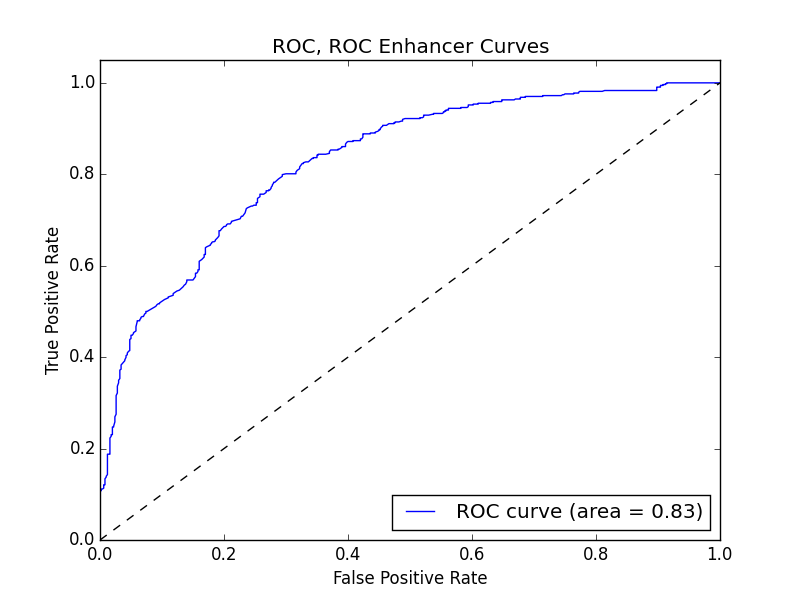 ROC, ROC Enhancer Curves
1.0
0.8
0.6
0.4
0.2
0.0
True Positive Rate
ROC curve (area = 0.83)
0.0 0.2 0.4 0.6 0.8 1.0
False Positive Rate